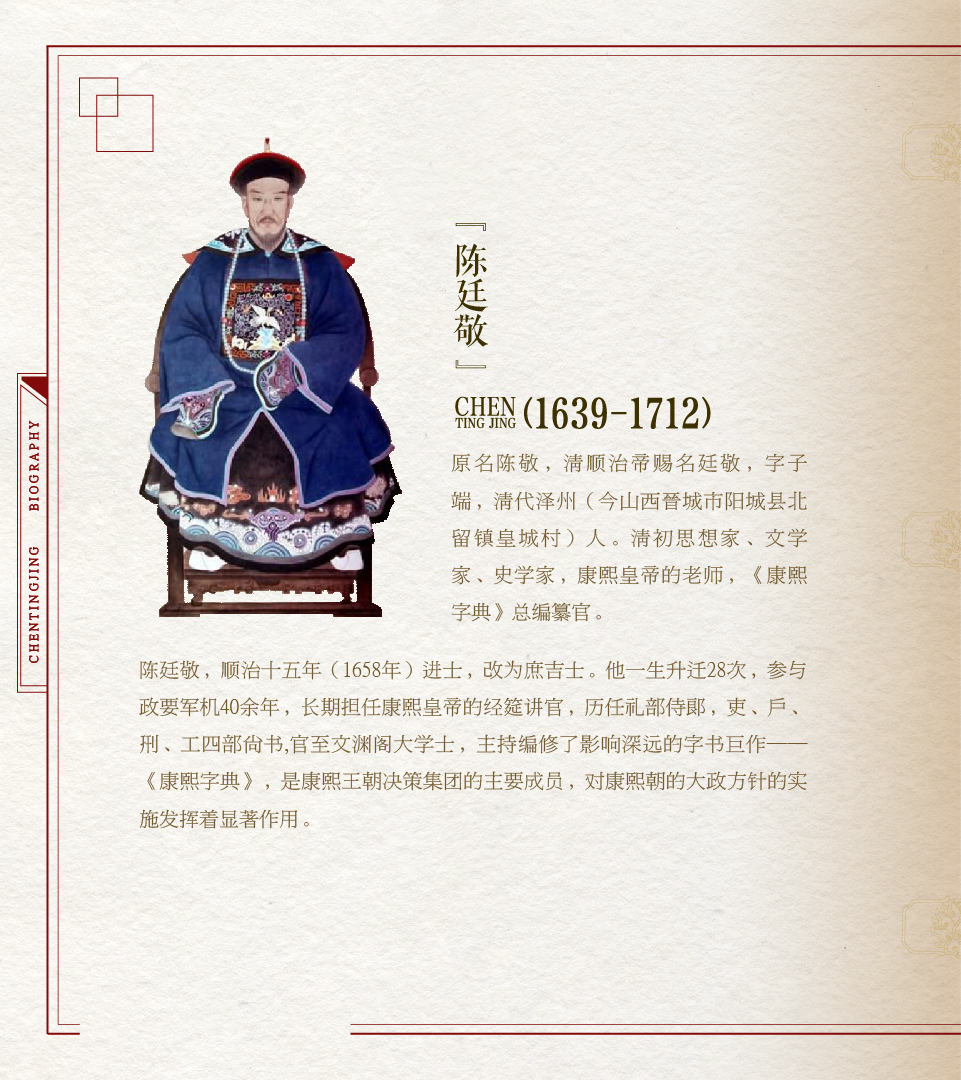 『陈廷敬』
CHEN
TING JING
(1639-1712)
原名陈敬，清顺治帝赐名廷敬，字子
端，清代泽州（今山西晋城市阳城县北
留镇皇城村）人。清初思想家、文学
家、史学家，康熙皇帝的老师，《康熙
字典》总编纂官。
陈廷敬，顺治十五年（1658年）进士，改为庶吉士。他一生升迁28次，参与
政要军机40余年，长期担任康熙皇帝的经筵讲官，历任礼部侍郎，吏、户、
刑、工四部尚书,官至文渊阁大学士，主持编修了影响深远的字书巨作——
《康熙字典》，是康熙王朝决策集团的主要成员，对康熙朝的大政方针的实
施发挥着显著作用。
CHENTINGJING BIOGRAPHY